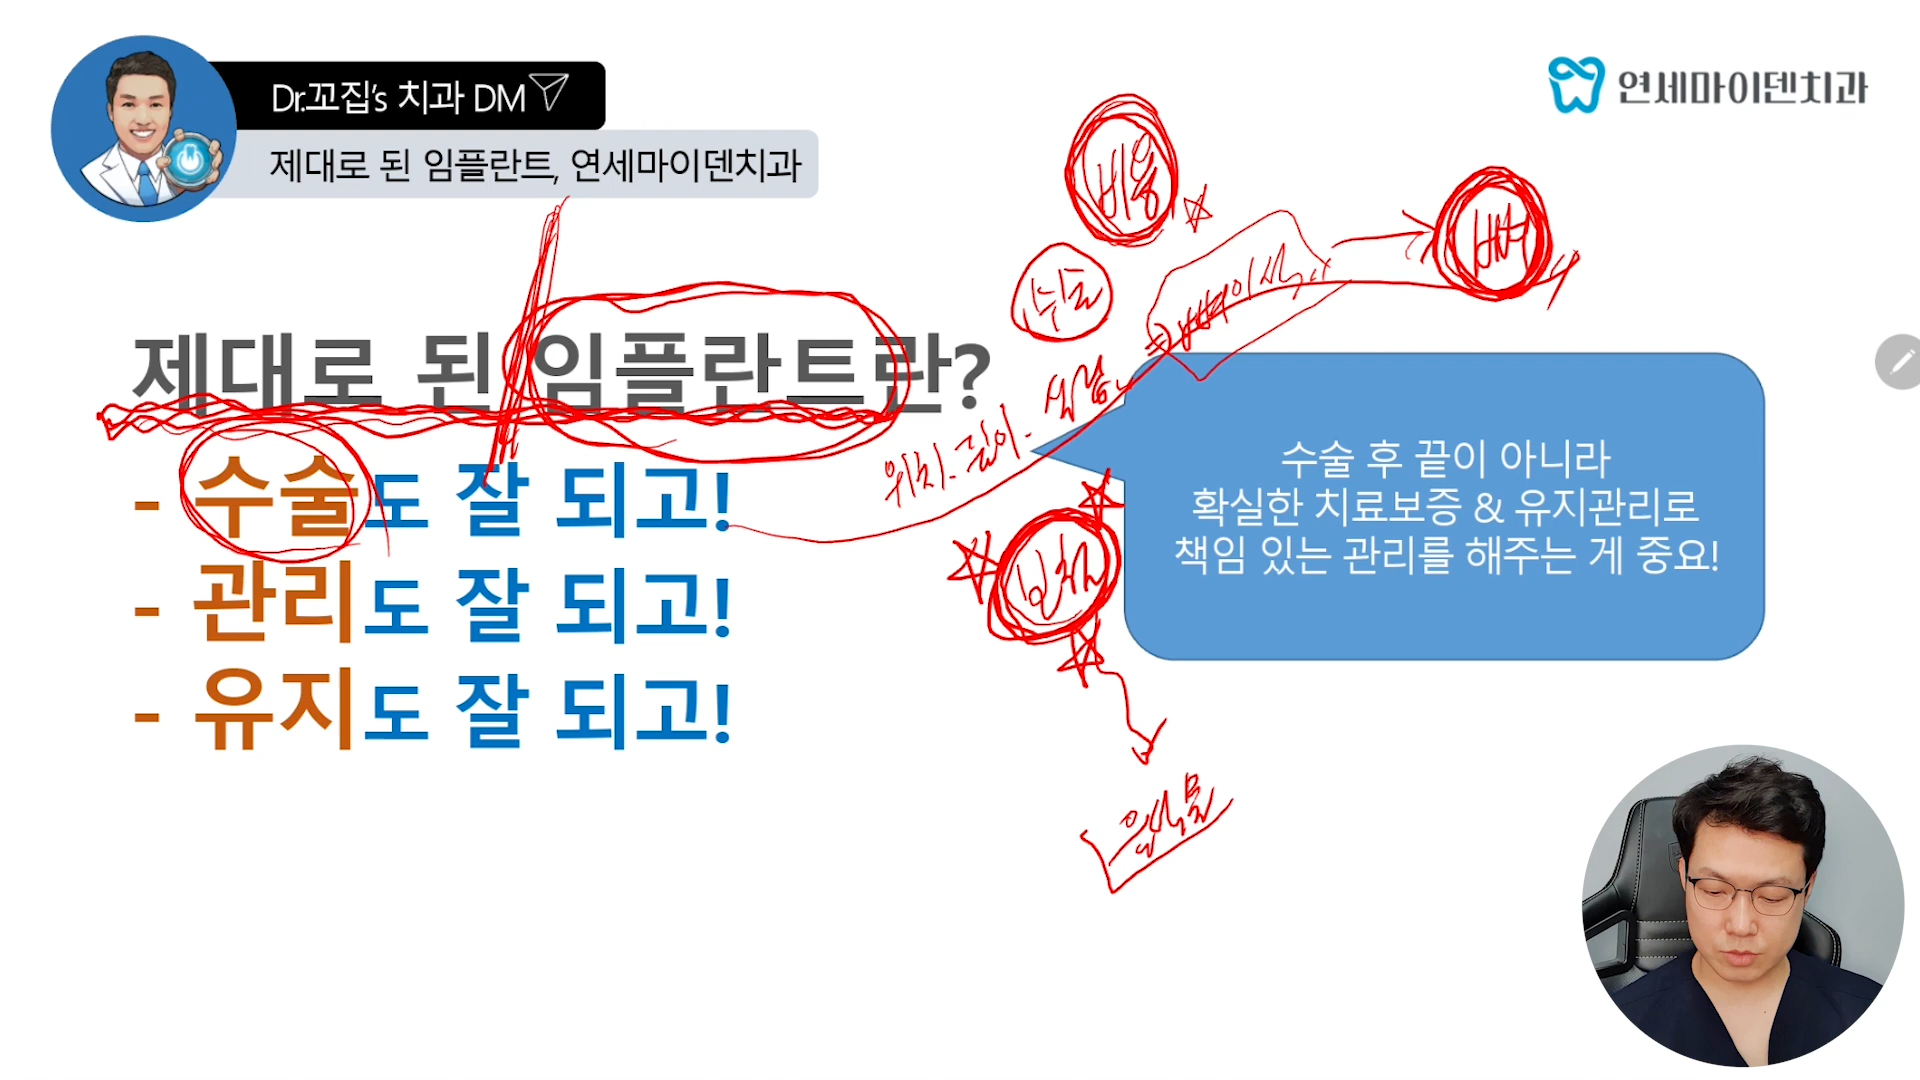 Dr.꼬집's 치과 DM
제대로 된 임플란트, 연세마이덴치과
연세마이덴치과
제대로 된 임플란트란?
- 수술도 잘 되고!
- 관리도 잘 되고!
- 유지도 잘 되고!
비용
수술
뼈이식
뼈
위치. 깊이.
수술 후 끝이 아니라
확실한 치료보증 & 유지관리로
책임 있는 관리를 해주는 게 중요!